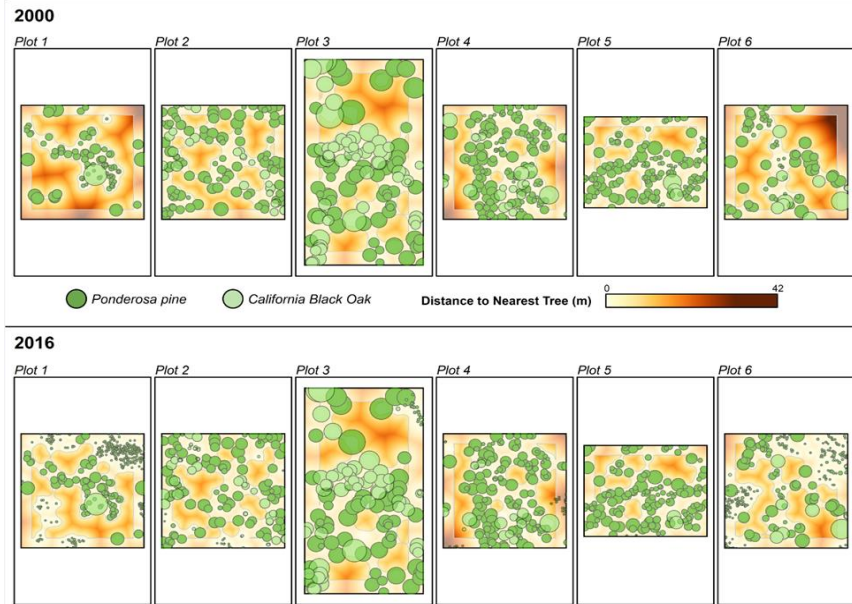 2000
Plot 1 Plot 2 Plot 3 Plot 4 Plot 5 Plot 6
Ponderosa pine California Black Oak Distance to Nearest Tree (m) 0 42
2016
Plot 1 Plot 2 Plot 3 Plot 4 Plot 5 Plot 6